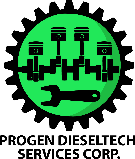 PROGEN DIESELTECH
SERVICES CORP.